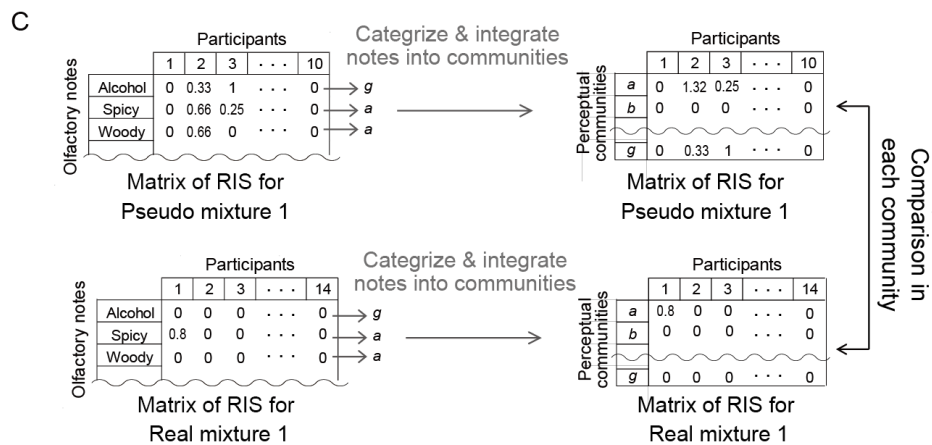 C
Participants
Olfactory notes
1 2 3 · · · 10
Alcohol 0 0.33 1 · · · 0 g
Spicy 0 0.66 0.25 · · · 0 a
Woody 0 0.66 0 · · · 0 a
Matrix of RIS for
Pseudo mixture 1
Categrize & integrate
notes into communities
Participants
Perceptual
communities
1 2 3 · · · 10
a 0 1.32 0.25 · · · 0
b 0 0 0 · · · 0
g 0 0.33 1 · · · 0
Matrix of RIS for
Pseudo mixture 1
Comparison in
each community
Participants
Olfactory notes
1 2 3 · · · 14
Alcohol 0 0 0 · · · 0 g
Spicy 0.8 0 0 · · · 0 a
Woody 0 0 0 · · · 0 a
Matrix of RIS for
Real mixture 1
Categrize & integrate
notes into communities
Participants
Perceptual
communities
1 2 3 · · · 14
a 0.8 0 0 · · · 0
b 0 0 0 · · · 0
g 0 0 0 · · · 0
Matrix of RIS for
Real mixture 1